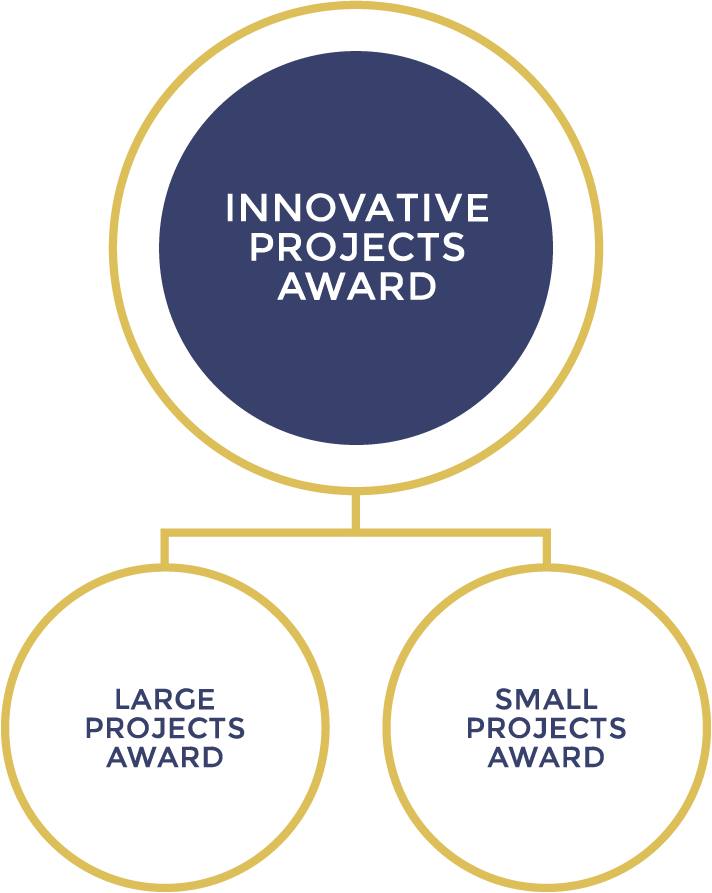 INNOVATIVE
PROJECTS
AWARD
LARGE
PROJECTS
AWARD
SMALL
PROJECTS
AWARD